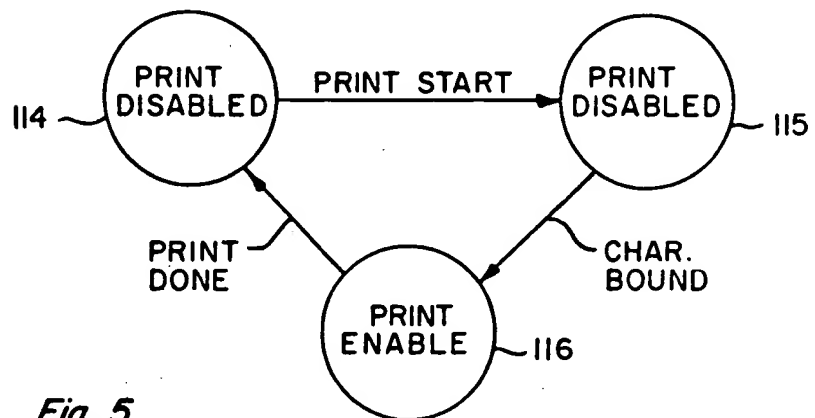 PRINT
DISABLED
PRINT START
PRINT
DISABLED
114
115
PRINT
DONE
CHAR.
BOUND
PRINT
ENABLE
116
Fig. 5